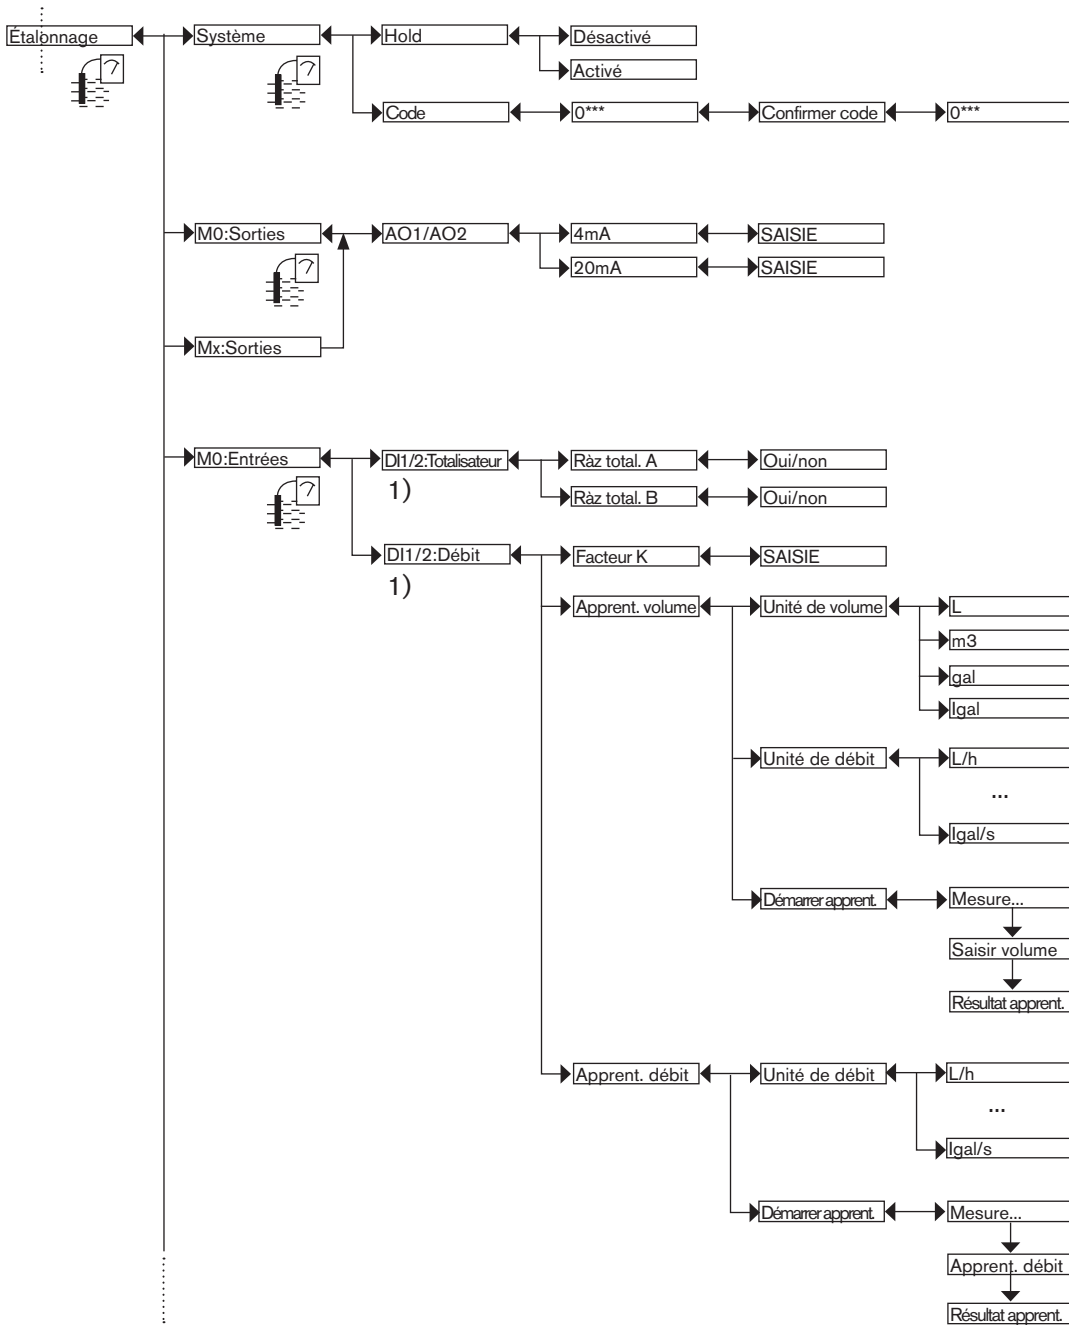 Étalonnage
Système
Hold
Désactivé
Activé
Code
0***
Confirmer code
0***
M0:Sorties
AO1/AO2
4mA
SAISIE
20mA
SAISIE
Mx:Sorties
M0:Entrées
DI1/2:Totalisateur
1)
Ràz total. A
Oui/non
Ràz total. B
Oui/non
DI1/2:Débit
1)
Facteur K
SAISIE
Apprent. volume
Unité de volume
L
m3
gal
Igal
Unité de débit
L/h
...
Igal/s
Démarrer apprent.
Mesure...
Saisir volume
Résultat apprent.
Apprent. débit
Unité de débit
L/h
...
Igal/s
Démarrer apprent.
Mesure...
Apprent. débit
Résultat apprent.